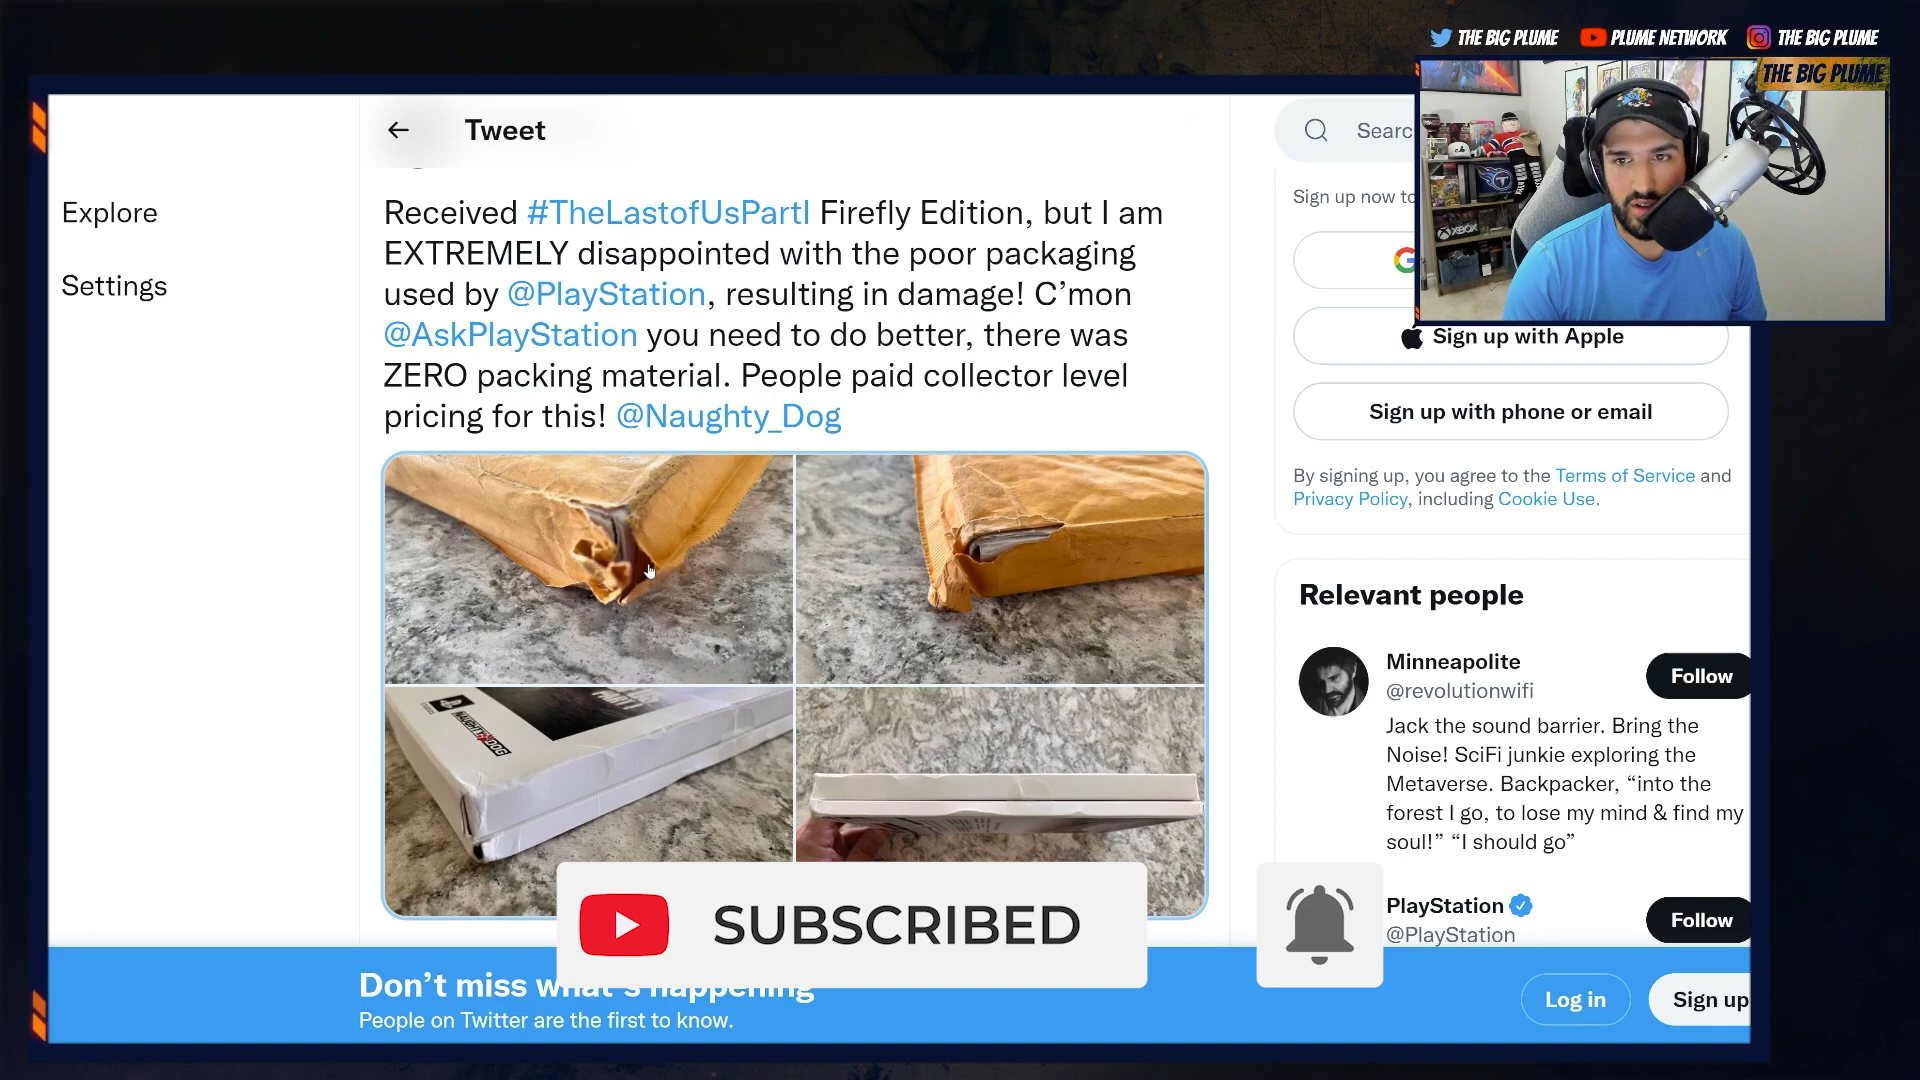 THE BIG PLUME
PLUME NETWORK
THE BIG PLUME
THE BIG PLUME
XBOX
Tweet
Searc
Explore
Settings
Received #TheLastofUsPartI Firefly Edition, but I am
EXTREMELY disappointed with the poor packaging
used by @PlayStation, resulting in damage! C’mon
@AskPlayStation you need to do better, there was
ZERO packing material. People paid collector level
pricing for this! @Naughty_Dog
NAUGHTY DOG
Sign up now to
Sign up with Apple
Sign up with phone or email
By signing up, you agree to the Terms of Service and
Privacy Policy, including Cookie Use.
Relevant people
Minneapolite
@revolutionwifi
Follow
Jack the sound barrier. Bring the
Noise! SciFi junkie exploring the
Metaverse. Backpacker, “into the
forest I go, to lose my mind & find my
soul!” “I should go”
PlayStation
@PlayStation
Follow
SUBSCRIBED
Don’t miss what’s happening
People on Twitter are the first to know.
Log in
Sign up